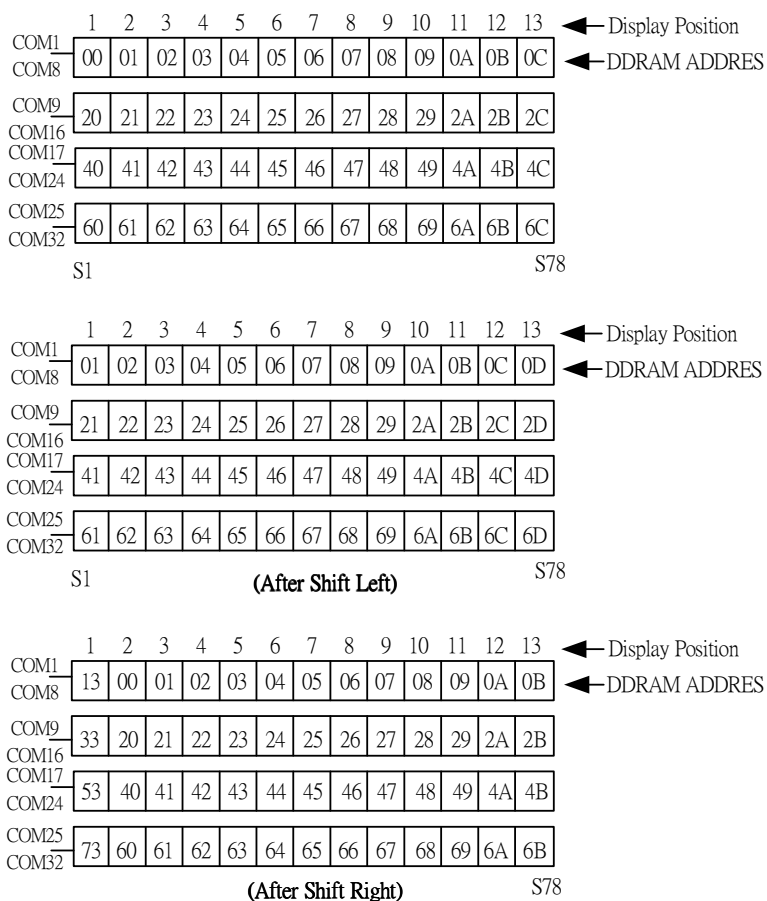 1 2 3 4 5 6 7 8 9 10 11 12 13 Display Position
COM1
COM8
00 01 02 03 04 05 06 07 08 09 0A 0B 0C DDRAM ADDRES
COM9
COM16
20 21 22 23 24 25 26 27 28 29 2A 2B 2C
COM17
COM24
40 41 42 43 44 45 46 47 48 49 4A 4B 4C
COM25
COM32
60 61 62 63 64 65 66 67 68 69 6A 6B 6C
S1 S78
1 2 3 4 5 6 7 8 9 10 11 12 13 Display Position
COM1
COM8
01 02 03 04 05 06 07 08 09 0A 0B 0C 0D DDRAM ADDRES
COM9
COM16
21 22 23 24 25 26 27 28 29 2A 2B 2C 2D
COM17
COM24
41 42 43 44 45 46 47 48 49 4A 4B 4C 4D
COM25
COM32
61 62 63 64 65 66 67 68 69 6A 6B 6C 6D
S1 (After Shift Left) S78
1 2 3 4 5 6 7 8 9 10 11 12 13 Display Position
COM1
COM8
13 00 01 02 03 04 05 06 07 08 09 0A 0B DDRAM ADDRES
COM9
COM16
33 20 21 22 23 24 25 26 27 28 29 2A 2B
COM17
COM24
53 40 41 42 43 44 45 46 47 48 49 4A 4B
COM25
COM32
73 60 61 62 63 64 65 66 67 68 69 6A 6B
(After Shift Right) S78